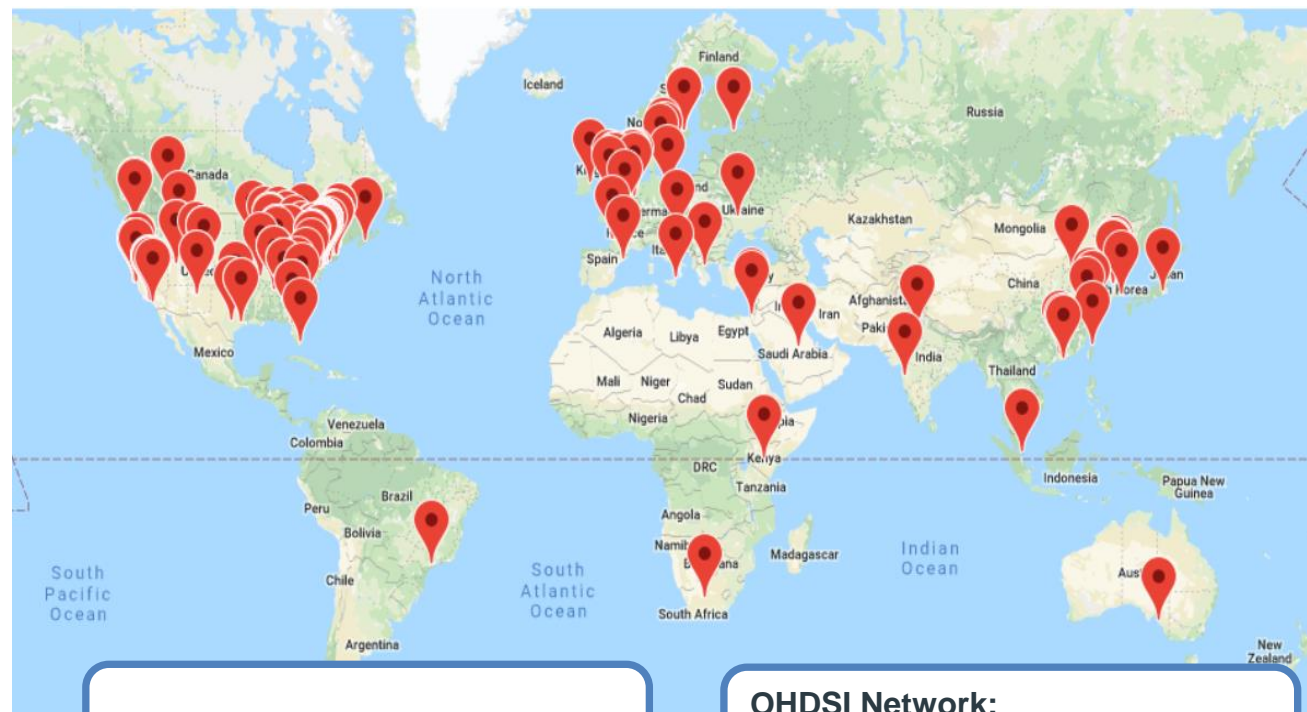 Finland
Iceland
Russia
Canada
Ukraine
Kazakhstan
Mongolia
Spain
North
Atlantic
Ocean
China
Afghanist
Iran
Algeria
Libya
Egypt
Mexico
Saudi Arabia
India
Mali
Niger
Sudan
Thailand
Chad
Nigeria
Venezuela
Colombia
DRC
Kenya
Tanzania
Indonesia
Papua New
Guinea
Brazil
Peru
Angola
Bolivia
Madagascar
Indian
Ocean
South
Pacific
Ocean
Chile
South
Atlantic
Ocean
South Africa
Argentina
New
Zealand
OHDSI Network: